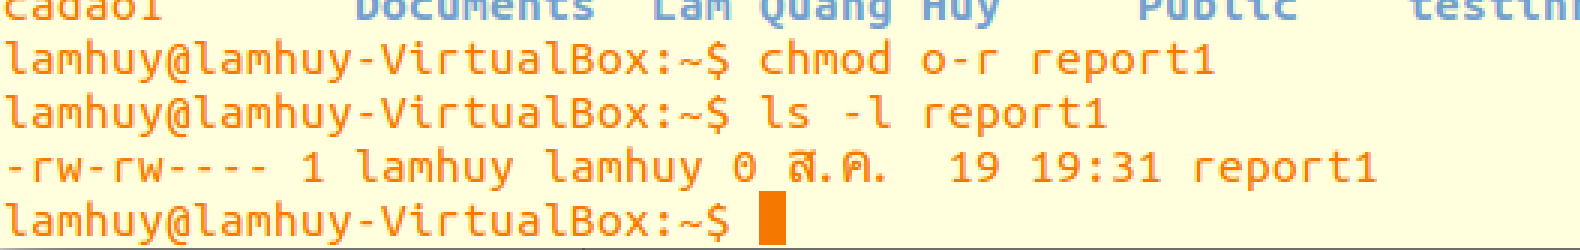 cadao1 Documents Lam Quang Huy Public
lamhuy@lamhuy-VirtualBox:~$ chmod o-r report1
lamhuy@lamhuy-VirtualBox:~$ ls -l report1
-rw-rw---- 1 lamhuy lamhuy 0 ส.ค. 19 19:31 report1
lamhuy@lamhuy-VirtualBox:~$